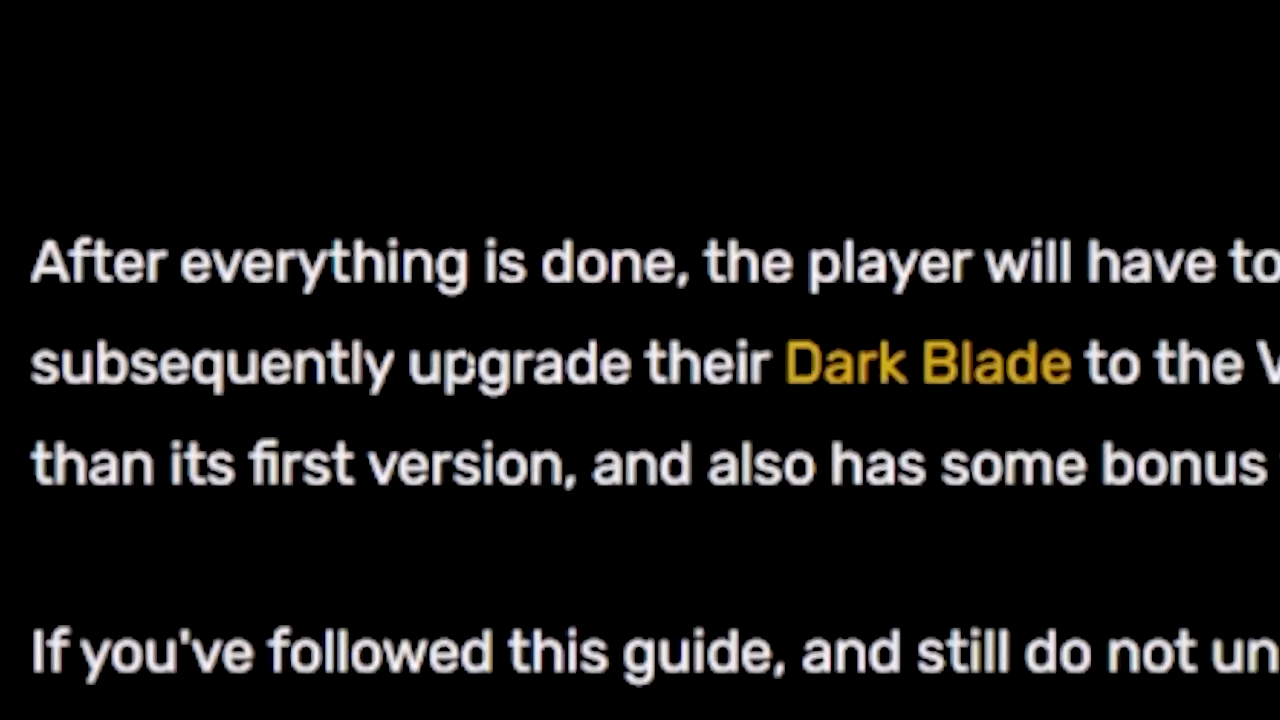 After everything is done, the player will have to
subsequently upgrade their Dark Blade to the V
than its first version, and also has some bonus
If you've followed this guide, and still do not un